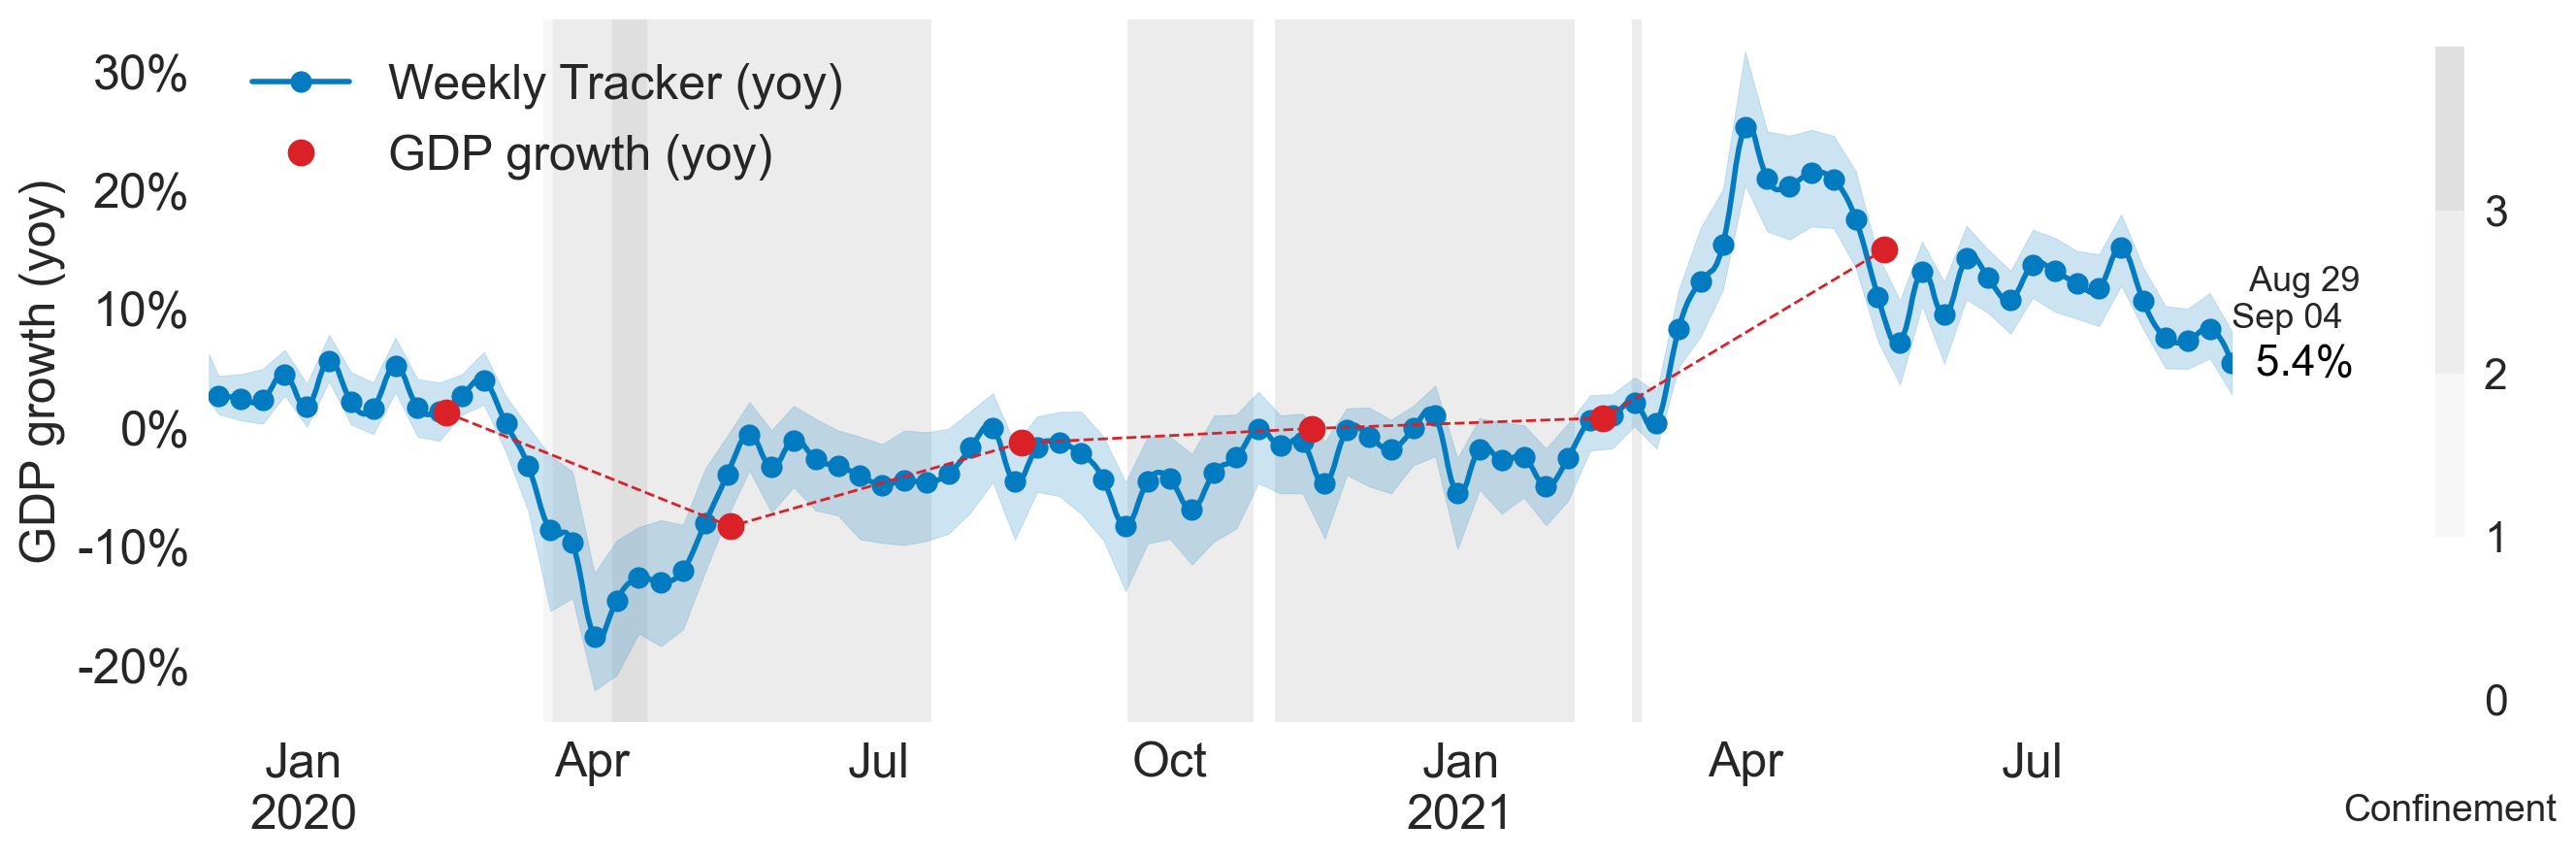 GDP growth (yoy)
30%
20%
10%
0%
-10%
-20%
Weekly Tracker (yoy)
GDP growth (yoy)
Aug 29
Sep 04
5.4%
3
2
1
0
Jan
2020
Apr
Jul
Oct
Jan
2021
Apr
Jul
Confinement